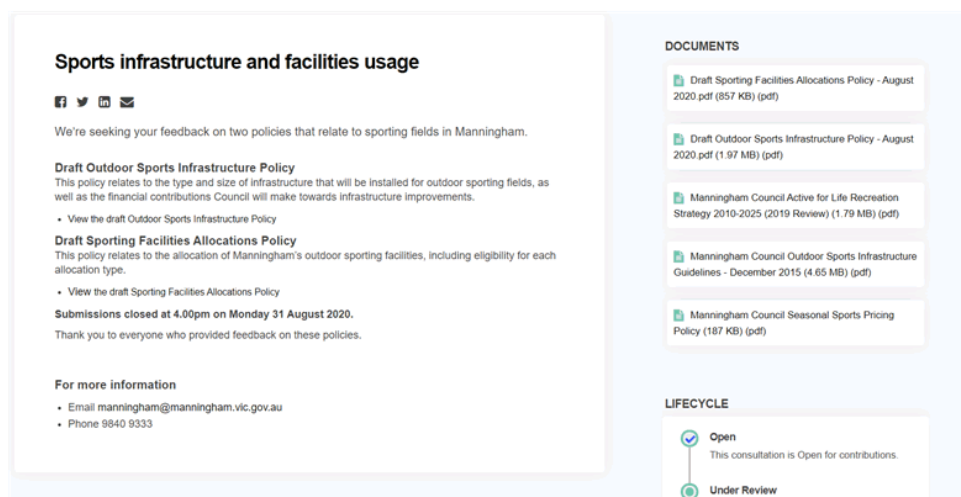 Sports infrastructure and facilities usage
We're seeking your feedback on two policies that relate to sporting fields in Manningham.
Draft Outdoor Sports Infrastructure Policy
This policy relates to the type and size of infrastructure that will be installed for outdoor sporting fields, as
well as the financial contributions Council will make towards infrastructure improvements.
• View the draft Outdoor Sports Infrastructure Policy
Draft Sporting Facilities Allocations Policy
This policy relates to the allocation of Manningham's outdoor sporting facilities, including eligibility for each
allocation type.
• View the draft Sporting Facilities Allocations Policy
Submissions closed at 4.00pm on Monday 31 August 2020.
Thank you to everyone who provided feedback on these policies.
For more information
• Email manningham@manningham.vic.gov.au
• Phone 9840 9333
DOCUMENTS
Draft Sporting Facilities Allocations Policy - August
2020.pdf (857 KB) (pdf)
Draft Outdoor Sports Infrastructure Policy - August
2020.pdf (1.97 MB) (pdf)
Manningham Council Active for Life Recreation
Strategy 2010-2025 (2019 Review) (1.79 MB) (pdf)
Manningham Council Outdoor Sports Infrastructure
Guidelines - December 2015 (4.65 MB) (pdf)
Manningham Council Seasonal Sports Pricing
Policy (187 KB) (pdf)
LIFECYCLE
Open
This consultation is Open for contributions.
Under Review